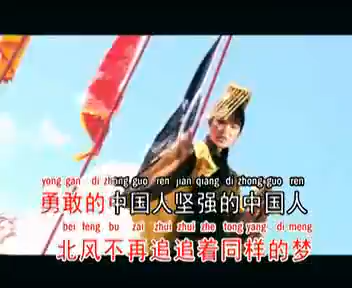 yong gan di zhong guo ren jian qiang di zhong guo ren
勇敢的中国人坚强的中国人
bei feng bu zai zhui zhui zhe tong yang di meng
北风不再追追着同样的梦